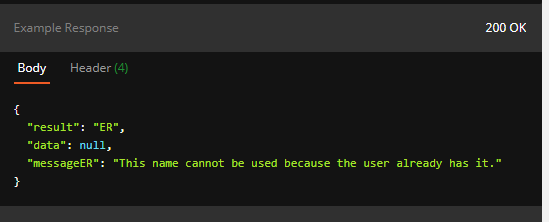 Example Response 200 OK
Body Header (4)
{
"result": "ER",
"data": null,
"messageER": "This name cannot be used because the user already has it."
}